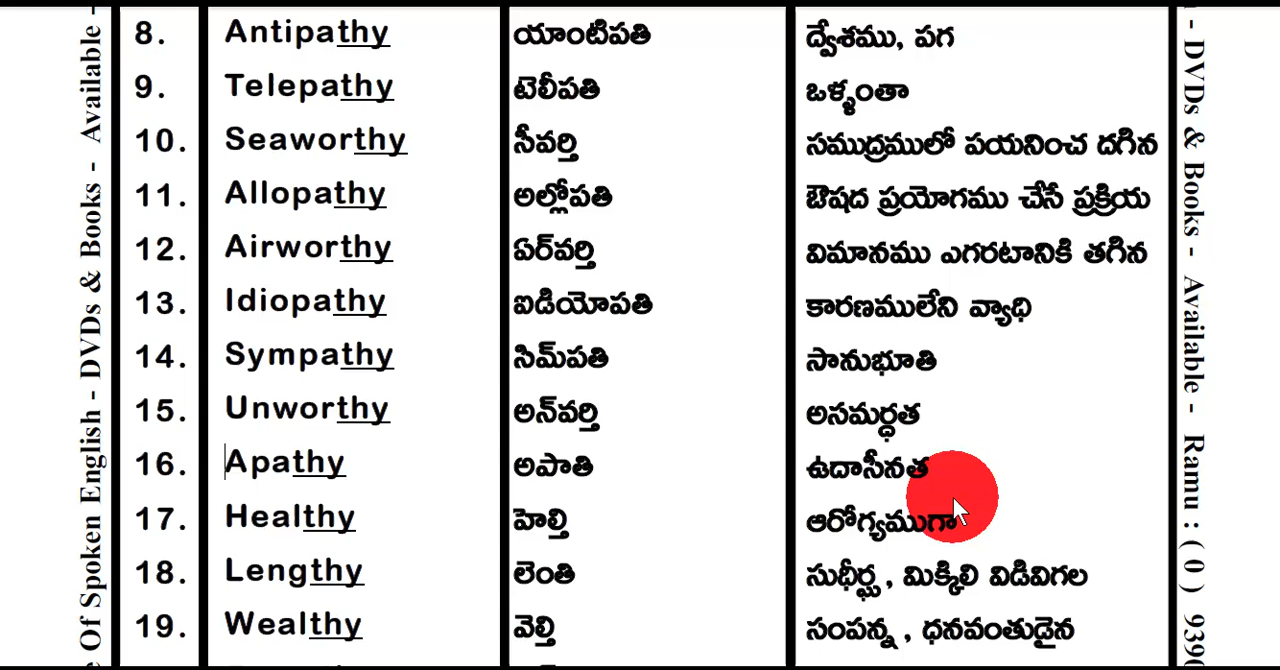 8. Antipathy యాంటిపతి ద్వేశము, పగ
9. Telepathy టెలీపతి ఒళ్ళంతా
10. Seaworthy సీవర్తి సముద్రములో పయనించ దగిన
11. Allopathy అల్లోపతి ఔషద ప్రయోగము చేసే ప్రక్రియ
12. Airworthy ఏర్‌వర్తి విమానము ఎగరటానికి తగిన
13. Idiopathy ఐడియోపతి కారణములేని వ్యాధి
14. Sympathy సిమ్‌పతి సానుభూతి
15. Unworthy అన్‌వర్తి అసమర్ధత
16. Apathy అపాతి ఉదాసీనత
17. Healthy హెల్తి ఆరోగ్యముగా
18. Lengthy లెంతి సుధీర్ఘ , మిక్కిలి విడివిగల
19. Wealthy వెల్తి సంపన్న , ధనవంతుడైన
Of Spoken English - DVDs & Books - Available -
- DVDs & Books - Available - Ramu : ( 0 ) 939